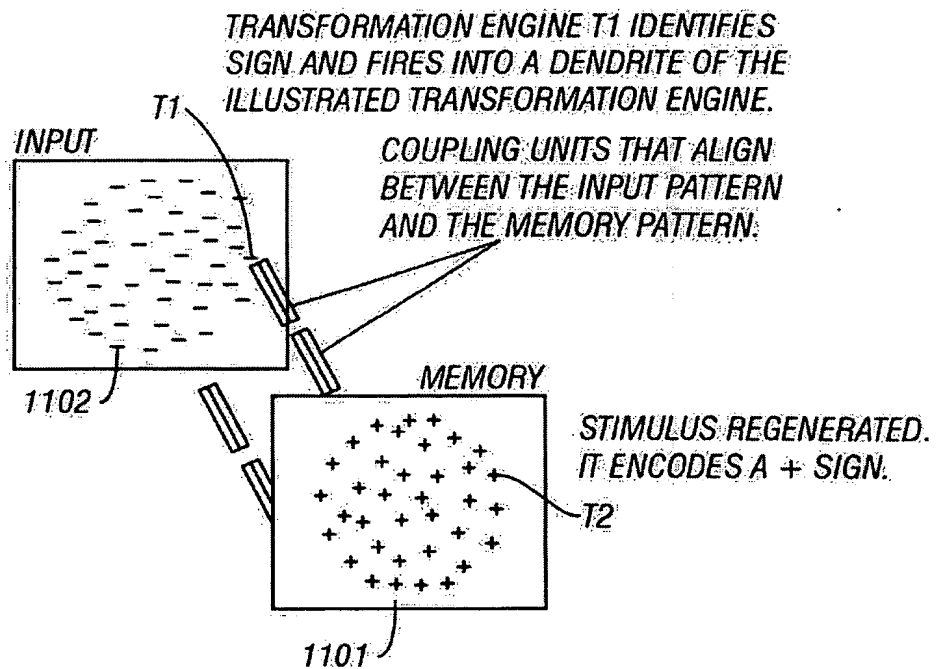 TRANSFORMATION ENGINE T1 IDENTIFIES
SIGN AND FIRES INTO A DENDRITE OF THE
ILLUSTRATED TRANSFORMATION ENGINE.
T1
INPUT
COUPLING UNITS THAT ALIGN
BETWEEN THE INPUT PATTERN
AND THE MEMORY PATTERN.
1102
MEMORY
STIMULUS REGENERATED.
IT ENCODES A + SIGN.
T2
1101